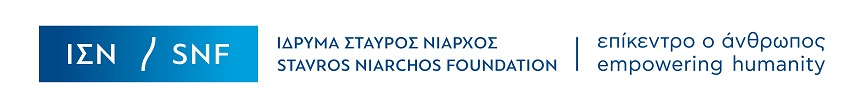 ΙΣΝ / SNF
ΙΔΡΥΜΑ ΣΤΑΥΡΟΣ ΝΙΑΡΧΟΣ
STAVROS NIARCHOS FOUNDATION
επίκεντρο ο άνθρωπος
empowering humanity